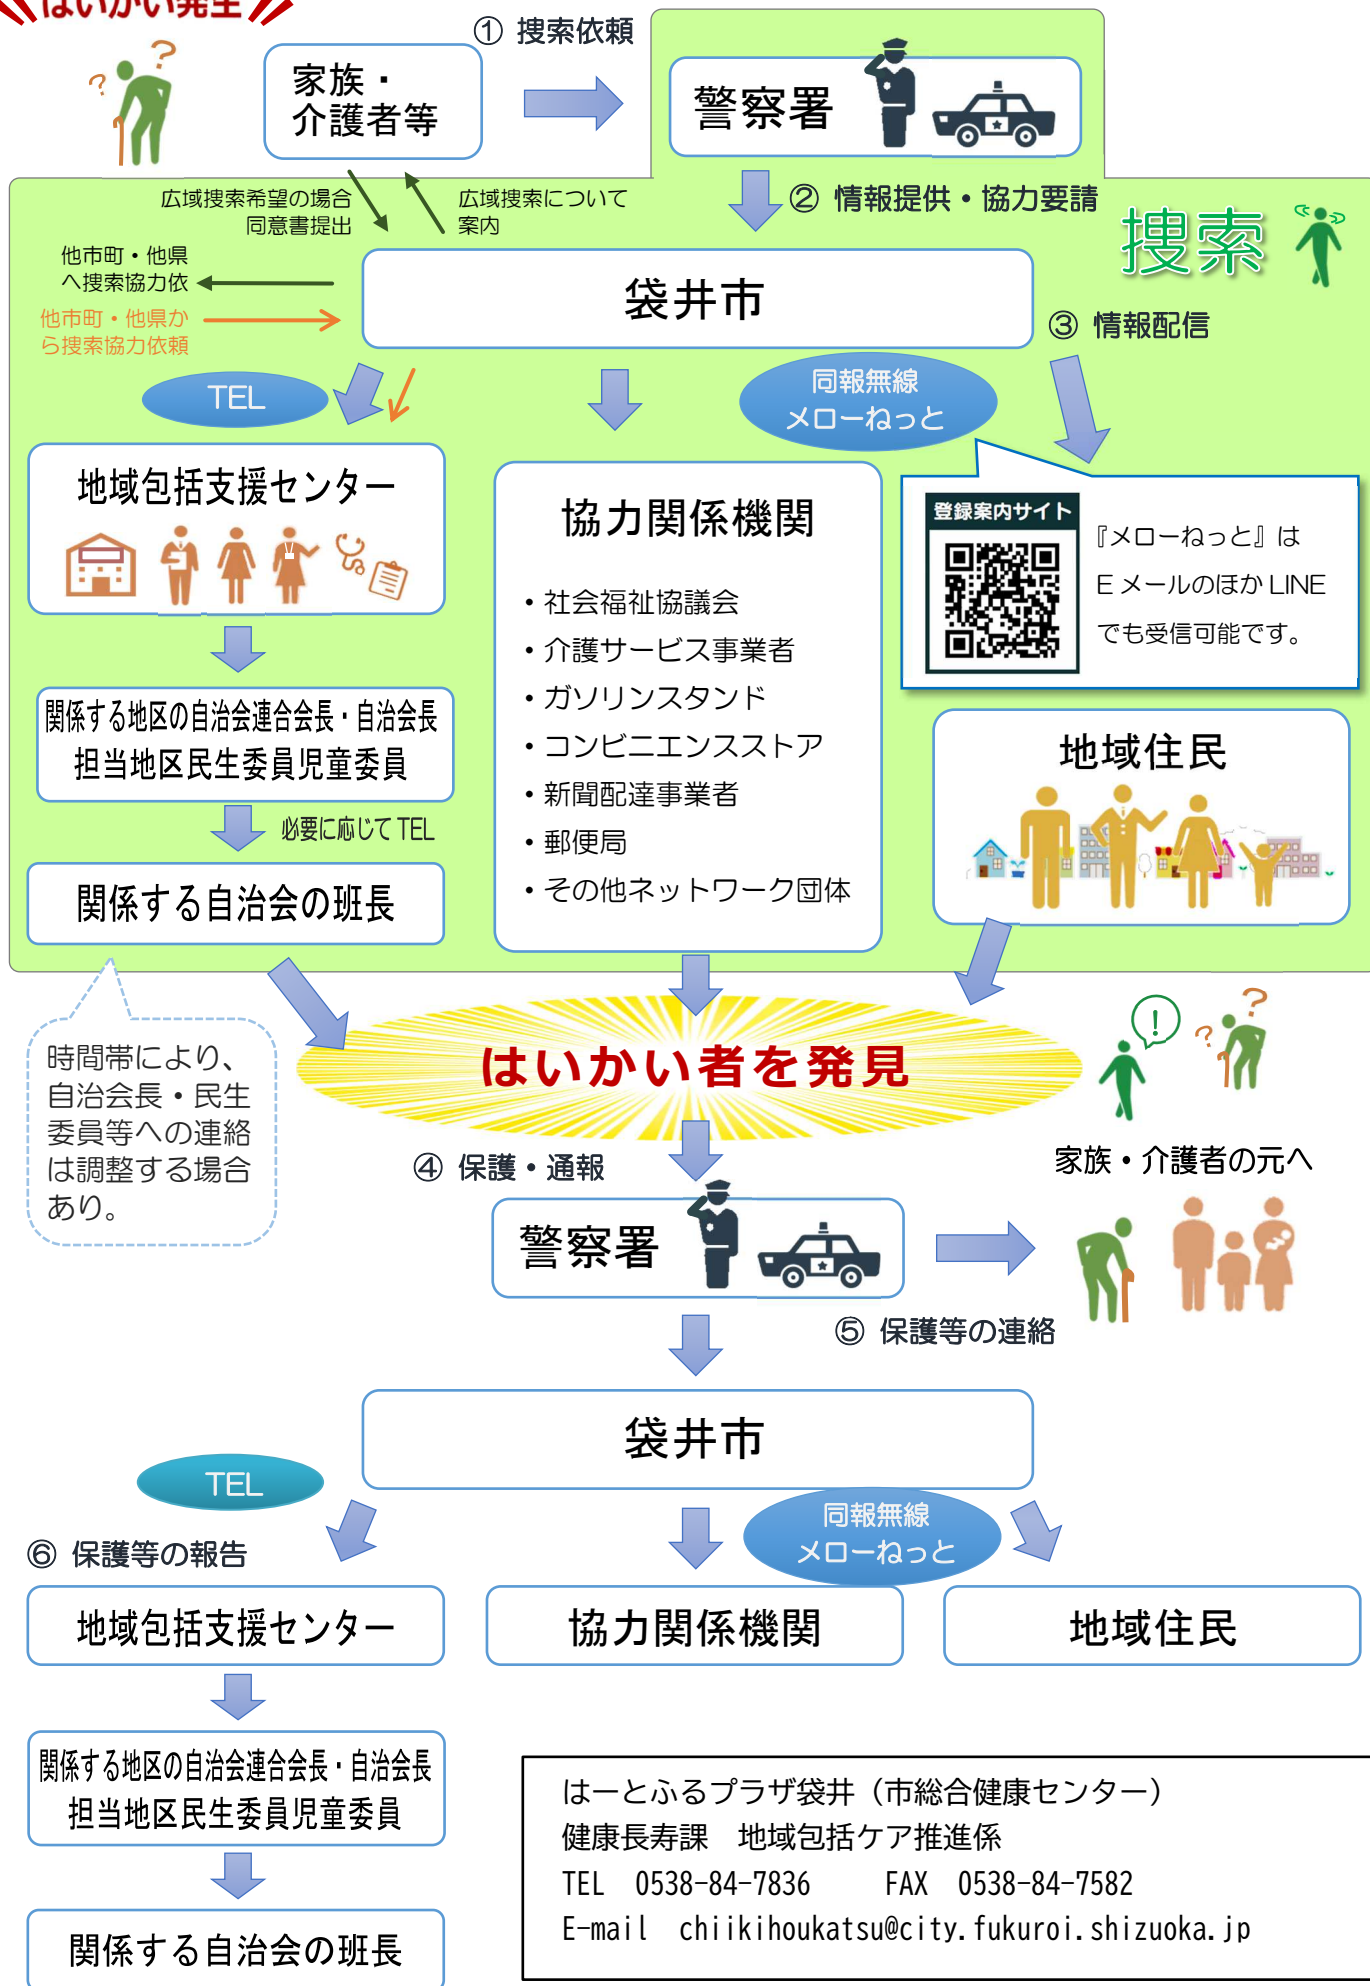 はいかい発生
① 捜索依頼
家族・
介護者等
警察署
広域捜索希望の場合
同意書提出
広域捜索について
案内
② 情報提供・協力要請
捜索
他市町・他県
へ捜索協力依
他市町・他県か
ら捜索協力依頼
袋井市
③ 情報配信
TEL
同報無線
メローねっと
地域包括支援センター
協力関係機関
・社会福祉協議会
・介護サービス事業者
・ガソリンスタンド
・コンビニエンスストア
・新聞配達事業者
・郵便局
・その他ネットワーク団体
登録案内サイト
『メローねっと』は
E メールのほか LINE
でも受信可能です。
関係する地区の自治会連合会長・自治会長
担当地区民生委員児童委員
必要に応じて TEL
関係する自治会の班長
地域住民
時間帯により、
自治会長・民生
委員等への連絡
は調整する場合
あり。
はいかい者を発見
④ 保護・通報
家族・介護者の元へ
警察署
⑤ 保護等の連絡
袋井市
TEL
同報無線
メローねっと
⑥ 保護等の報告
地域包括支援センター
協力関係機関
地域住民
関係する地区の自治会連合会長・自治会長
担当地区民生委員児童委員
関係する自治会の班長
はーとふるプラザ袋井（市総合健康センター）
健康長寿課　地域包括ケア推進係
TEL　0538-84-7836　　FAX　0538-84-7582
E-mail　chiikihoukatsu@city.fukuroi.shizuoka.jp